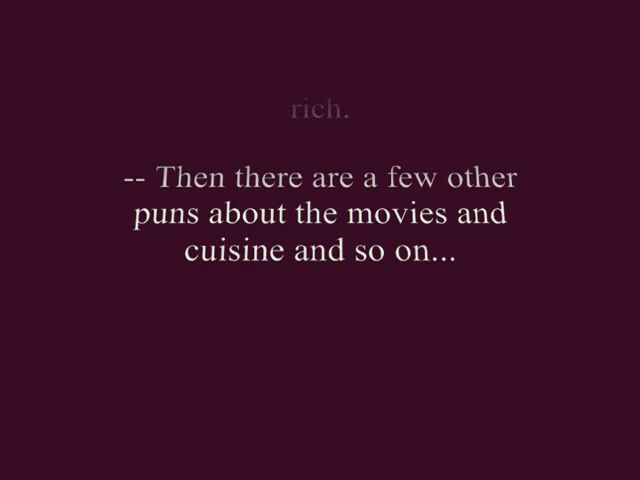 rich.
-- Then there are a few other
puns about the movies and
cuisine and so on...